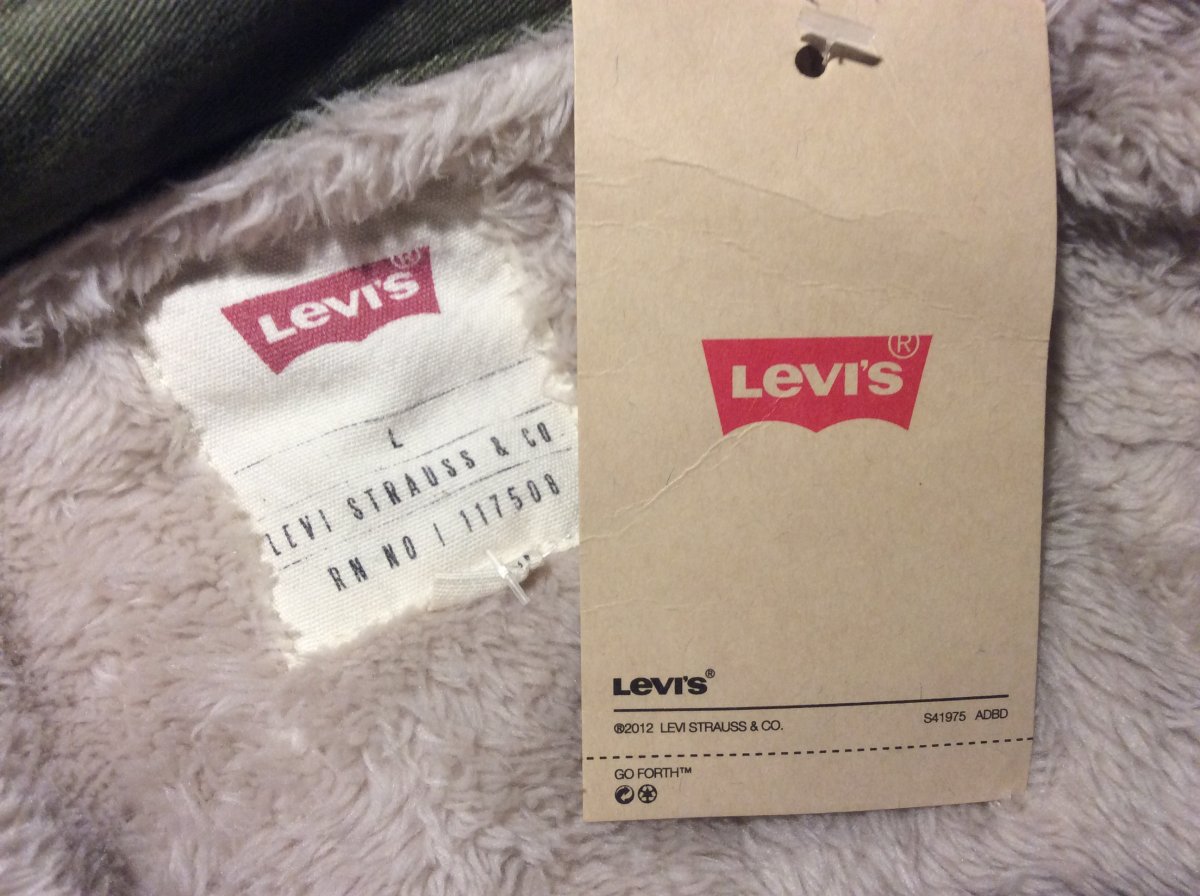 LEVI'S®
L
LEVI STRAUSS & CO
RN NO | 117508
LEVI'S®
LEVI'S®
®2012 LEVI STRAUSS & CO.
S41975 ADBD
GO FORTH™